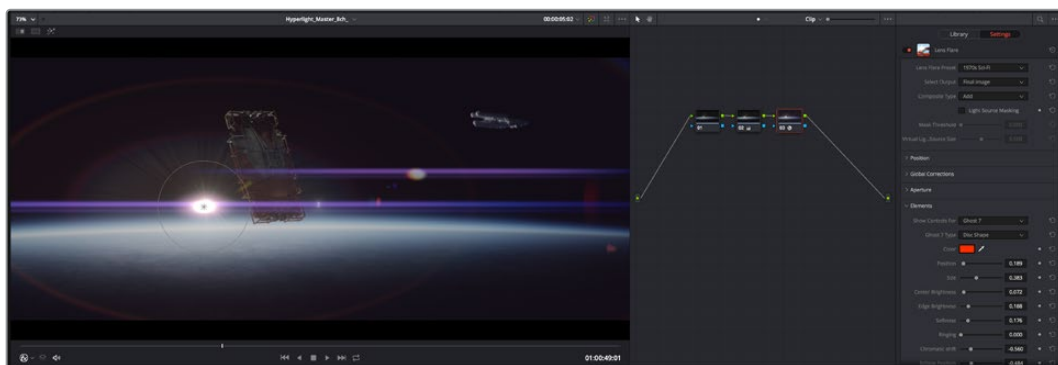 73%
Hyperlight_Master_8ch_
00:00:05:02
Clip
Library
Settings
Lens Flare
Lens Flare Preset 1970s Sci-Fi
Select Output Final Image
Composite Type Add
Light Source Masking
Position
Global Corrections
Aperture
Elements
Show Controls For Ghost 7
Ghost 7 Type Disc Shape
Color
Position 0.189
Size 0.383
Center Brightness 0.072
Edge Brightness 0.188
Softness 0.176
Ringing 0.000
Chromatic Shift -0.560
01
02
03
01:00:49:01